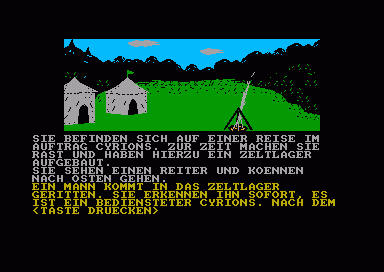 SIE BEFINDEN SICH AUF EINER REISE IM
AUFTRAG CYRIONS. ZUR ZEIT MACHEN SIE
RAST UND HABEN HIERZU EIN ZELTLAGER
AUFGEBAUT.
SIE SEHEN EINEN REITER UND KOENNEN
NACH OSTEN GEHEN.
EIN MANN KOMMT IN DAS ZELTLAGER
GERITTEN. SIE ERKENNEN IHN SOFORT, ES
IST EIN BEDIENSTETER CYRIONS. NACH DEM
<TASTE DRUECKEN>